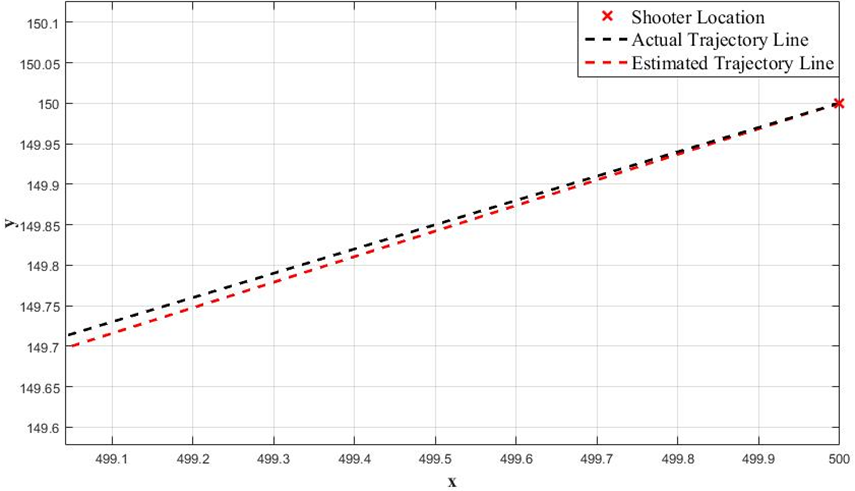 Shooter Location
Actual Trajectory Line
Estimated Trajectory Line
150.1
150.05
150
149.95
149.9
149.85
149.8
149.75
149.7
149.65
149.6
y
499.1 499.2 499.3 499.4 499.5 499.6 499.7 499.8 499.9 500
x